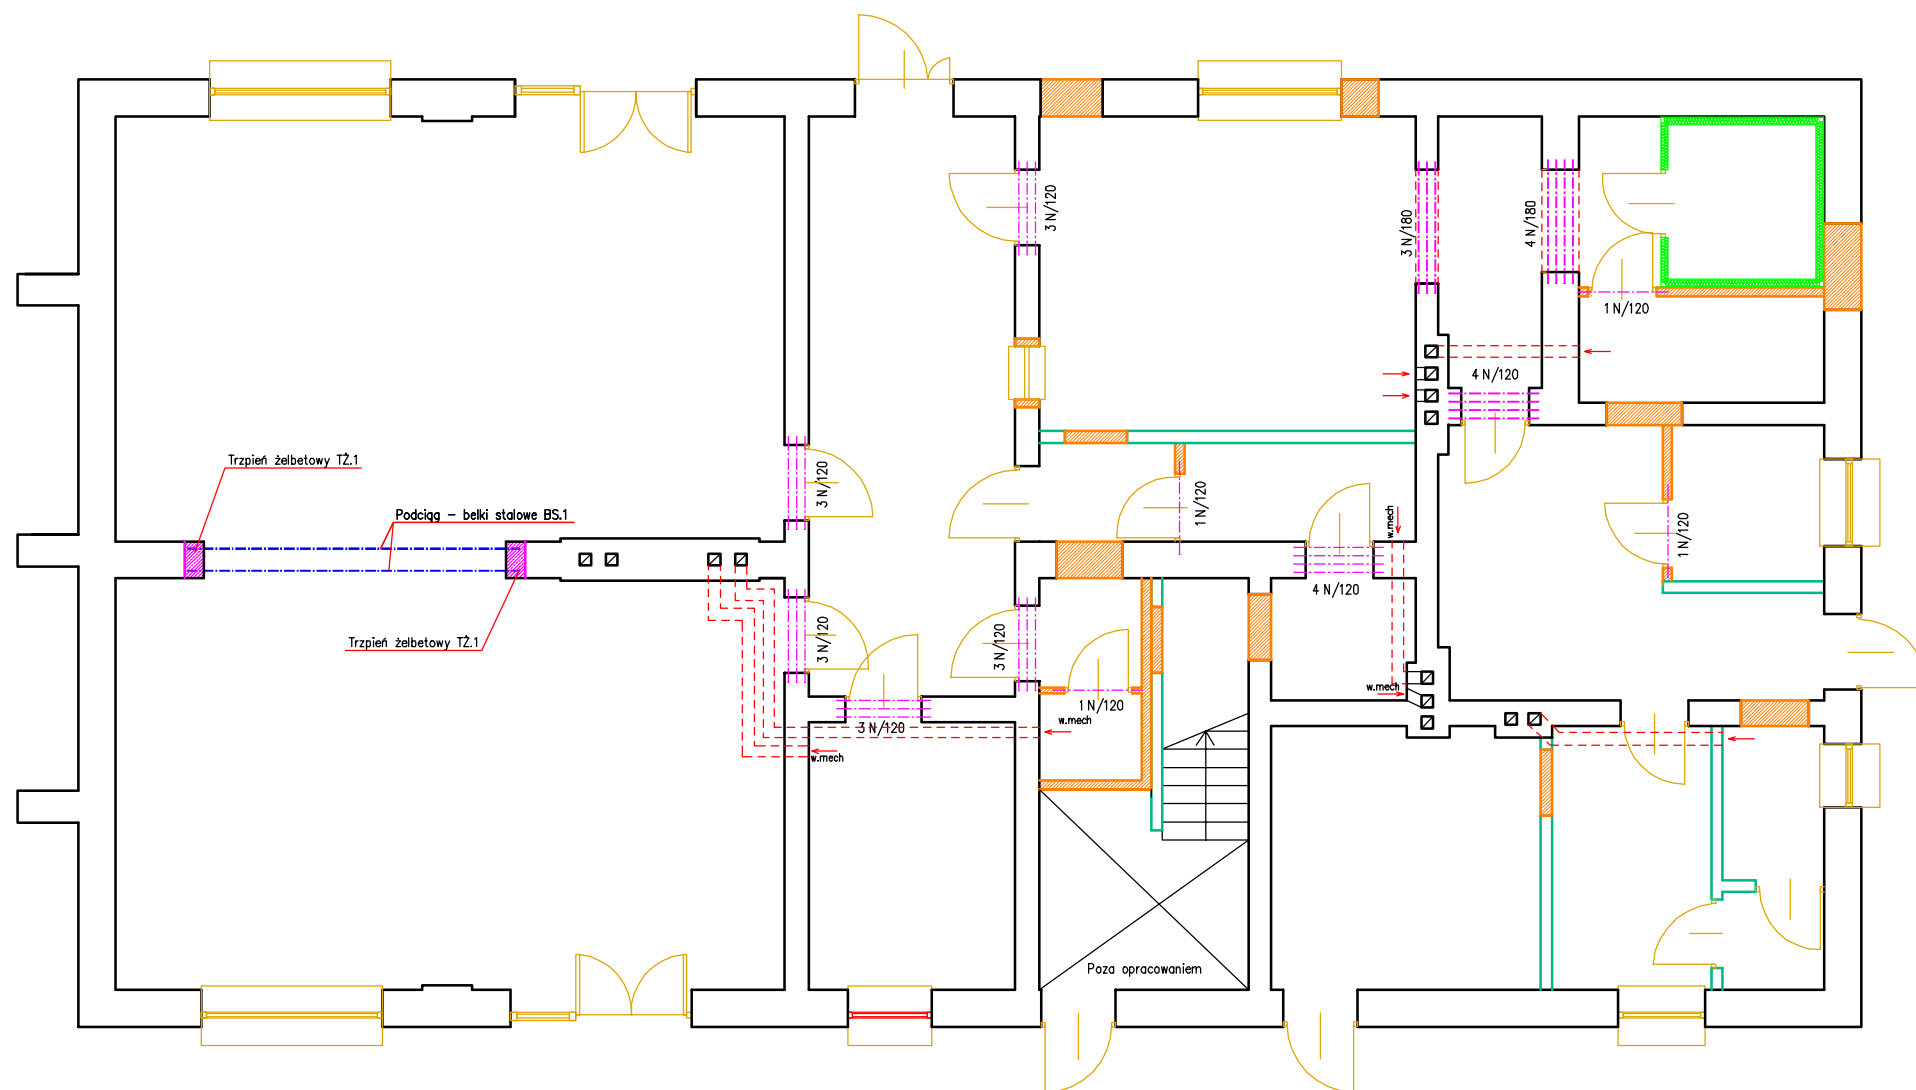 3 N/120
3 N/180
4 N/180
1 N/120
4 N/120
Trzpień żelbetowy TŻ.1
3 N/120
Podciąg – belki stalowe BS.1
1 N/120
w.mech
1 N/120
4 N/120
Trzpień żelbetowy TŻ.1
3 N/120
3 N/120
w.mech
1 N/120
w.mech
3 N/120
w.mech
Poza opracowaniem